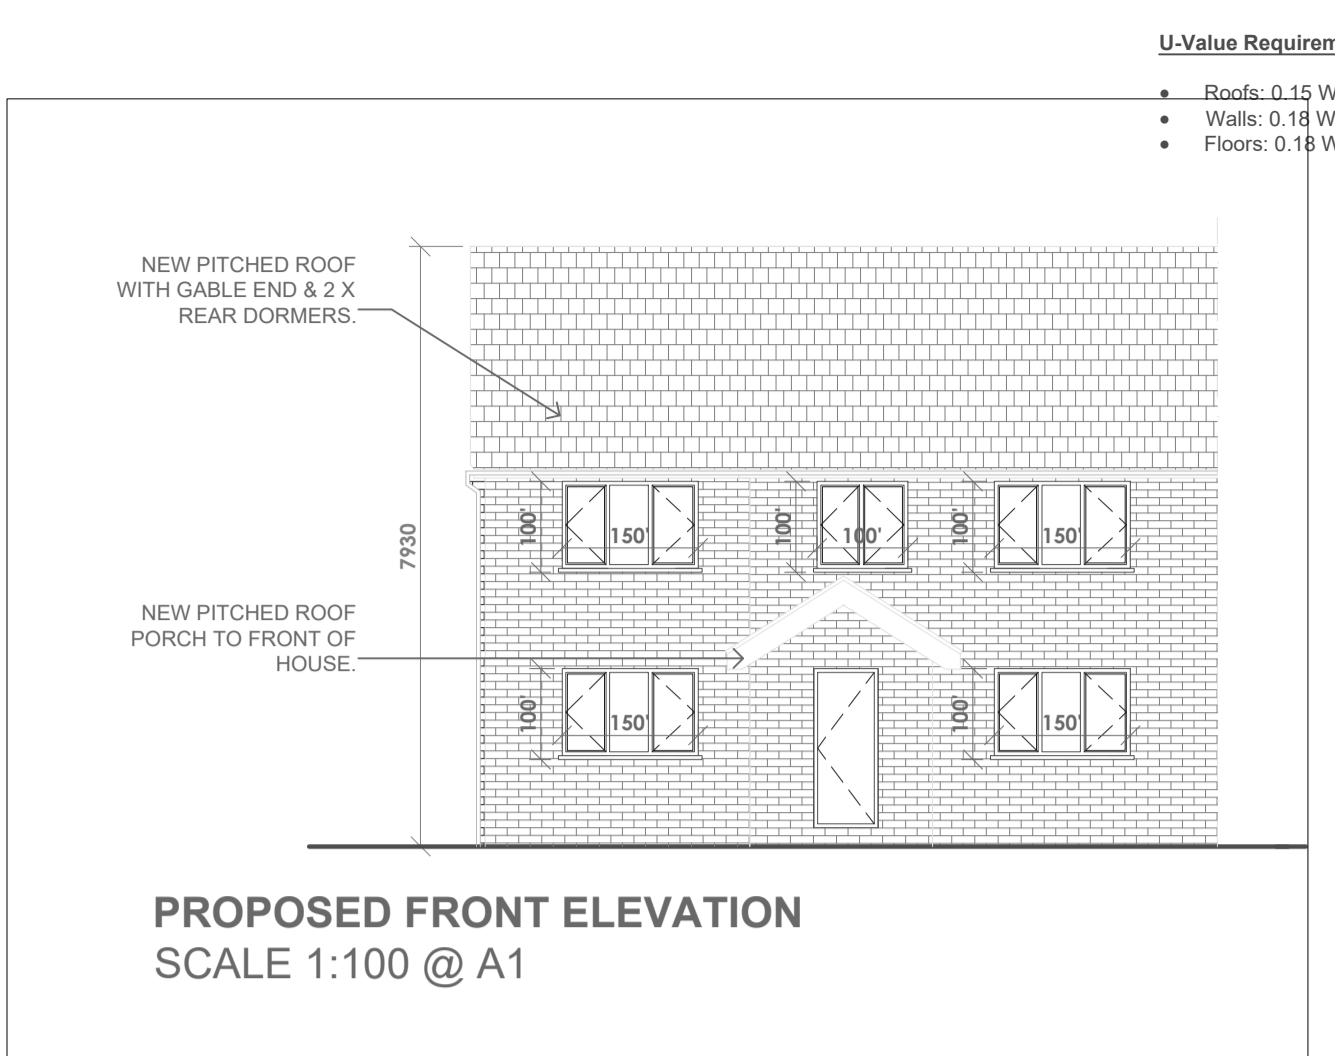 U-Value Requirem
● Roofs: 0.15 W
● Walls: 0.18 W
● Floors: 0.18 W
NEW PITCHED ROOF
WITH GABLE END & 2 X
REAR DORMERS.
7930
100'
150'
100'
100'
100'
150'
NEW PITCHED ROOF
PORCH TO FRONT OF
HOUSE.
100'
150'
100'
150'
PROPOSED FRONT ELEVATION
SCALE 1:100 @ A1